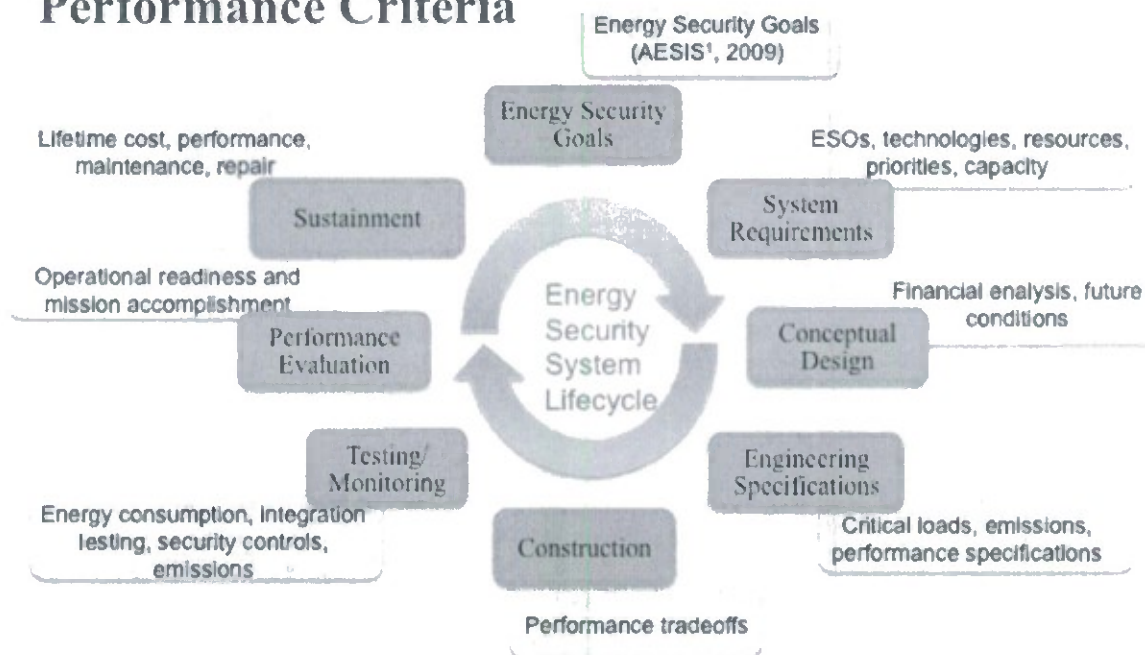 Performance Criteria
Energy Security Goals
(AESIS¹, 2009)
Energy Security
Goals
Lifetime cost, performance,
maintenance, repair
ESOs, technologies, resources,
priorities, capacity
Sustainment
System
Requirements
Operational readiness and
mission accomplishment
Financial enalysis, future
conditions
Energy
Security
System
Lifecycle
Performance
Evaluation
Conceptual
Design
Testing/
Monitoring
Engineering
Specifications
Energy consumption, integration
testing, security controls,
emissions
Critical loads, emissions,
performance specifications
Construction
Performance tradeoffs